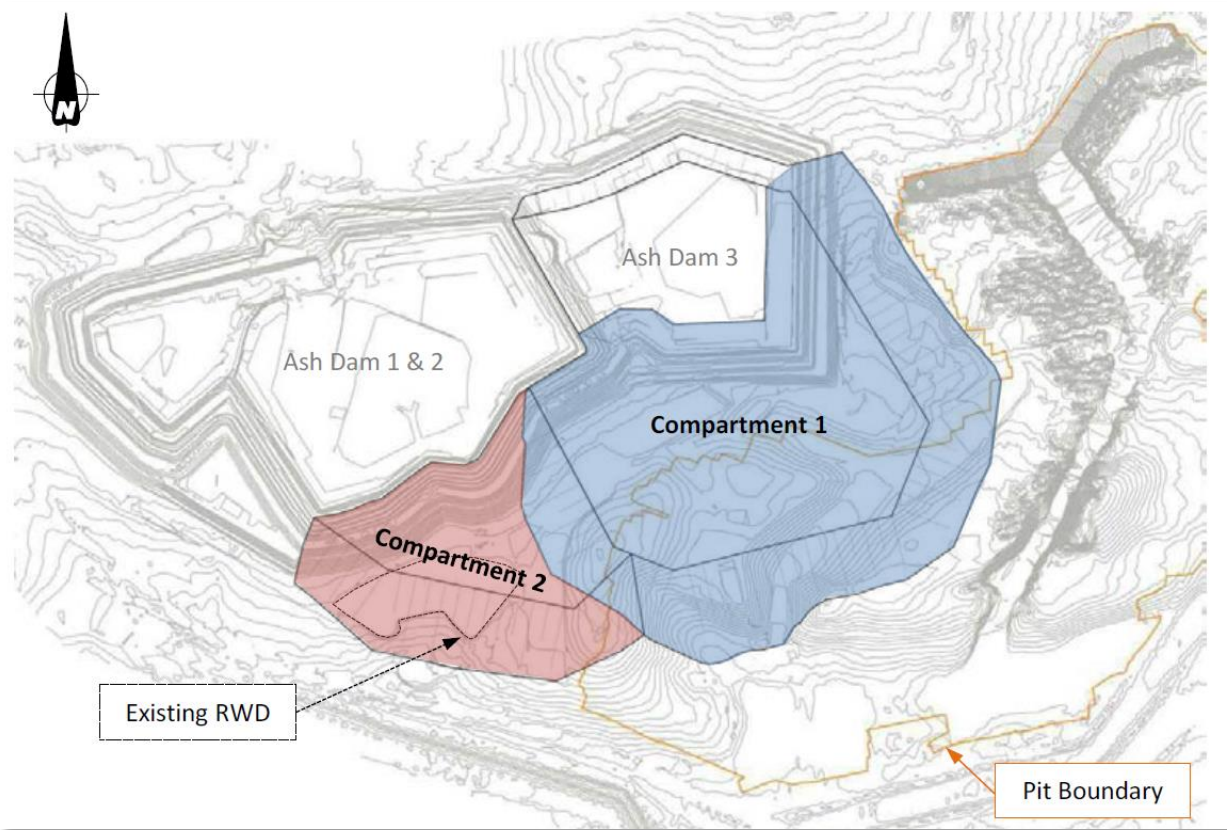 N
Ash Dam 3
Ash Dam 1 & 2
Compartment 1
Compartment 2
Existing RWD
Pit Boundary